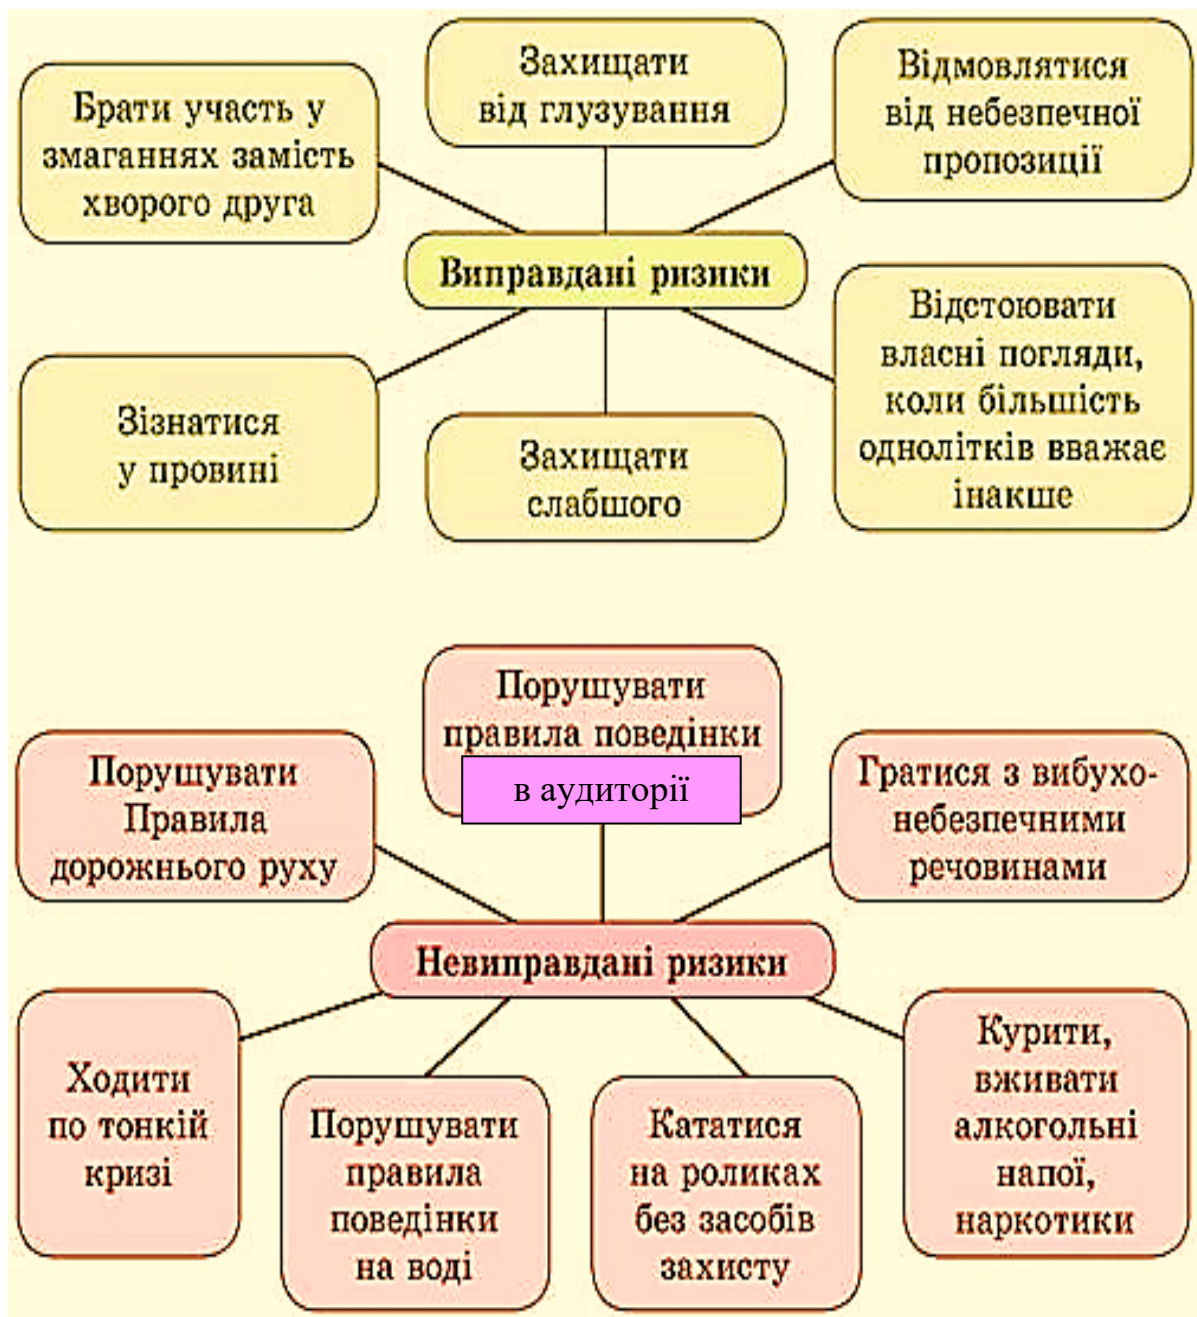 Захищати
від глузування
Відмовлятися
від небезпечної
пропозиції
Брати участь у
змаганнях замість
хворого друга
Виправдані ризики
Відстоювати
власні погляди,
коли більшість
однолітків вважає
інакше
Зізнатися
у провині
Захищати
слабшого
Порушувати
правила поведінки
в аудиторії
Порушувати
Правила
дорожнього руху
Гратися з вибухо-
небезпечними
речовинами
Невиправдані ризики
Ходити
по тонкій
кризі
Порушувати
правила
поведінки
на воді
Кататися
на роликах
без засобів
захисту
Курити,
вживати
алкогольні
напої,
наркотики